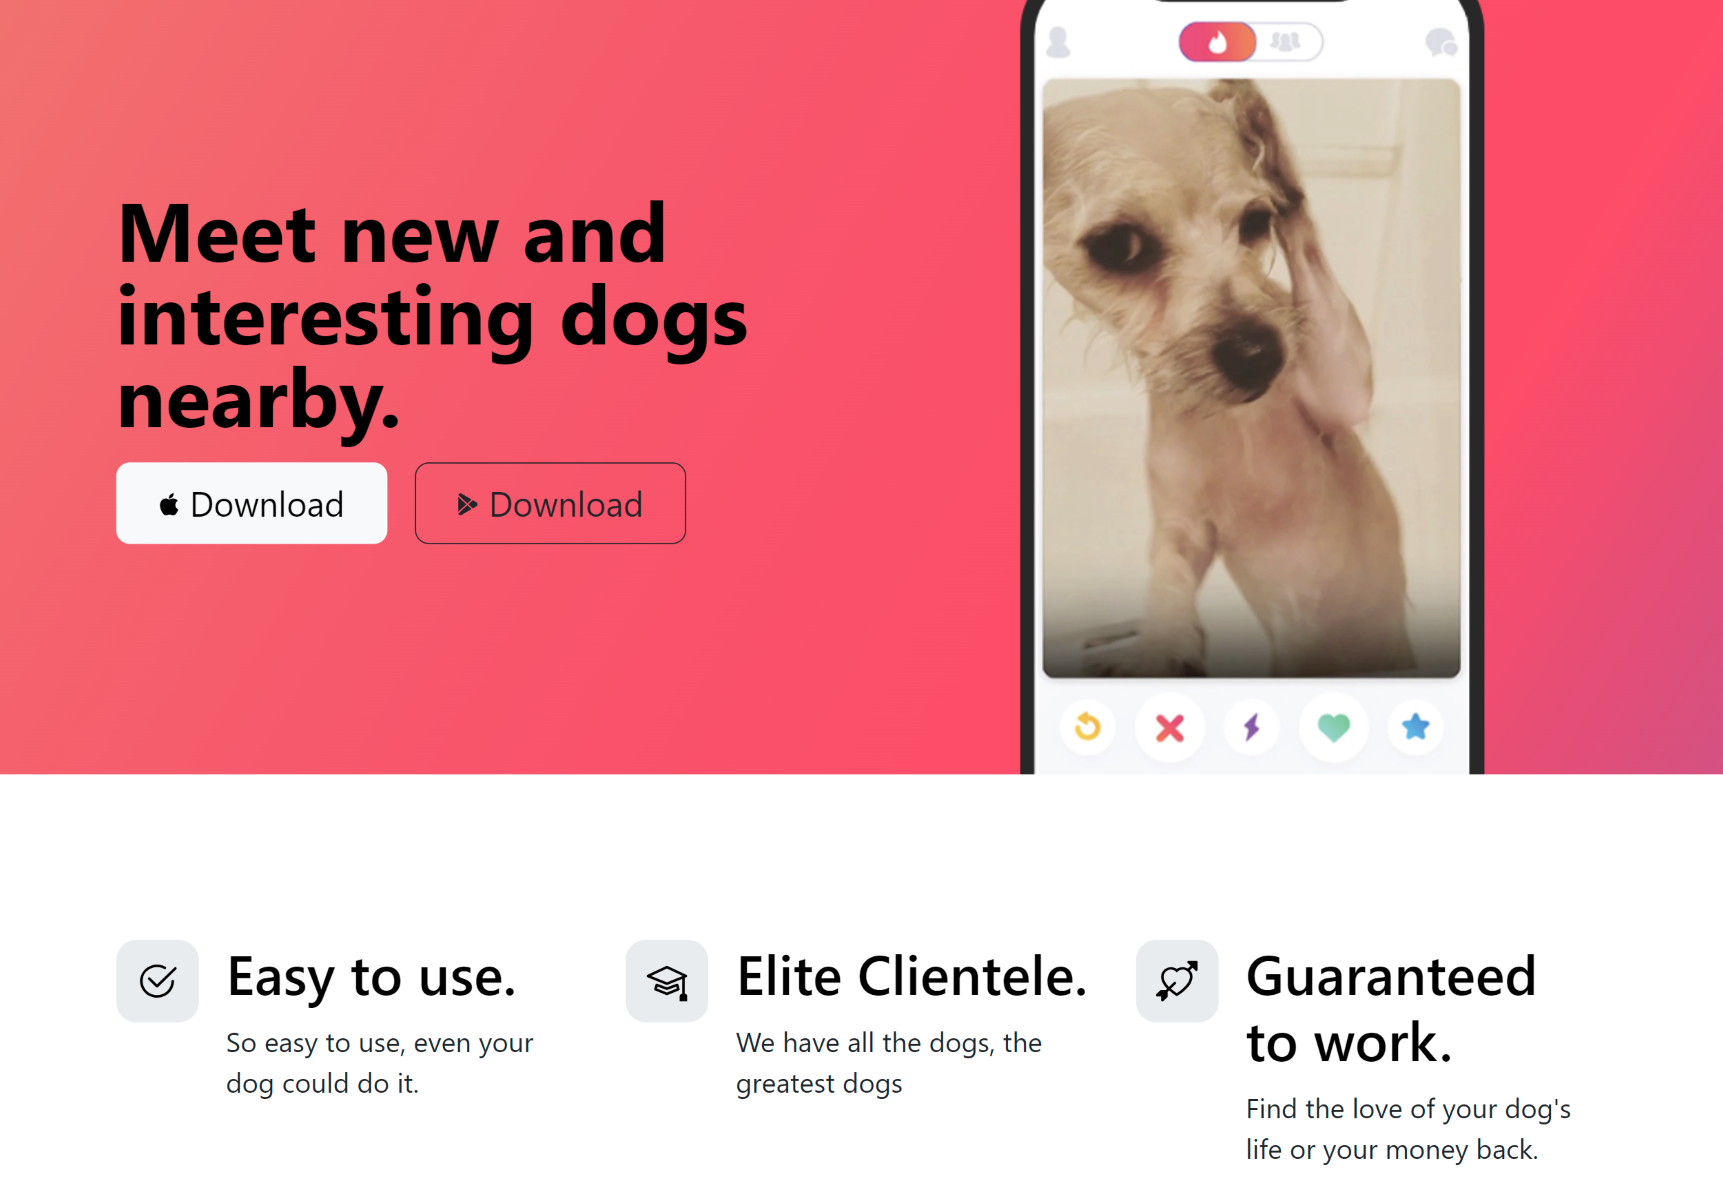 Meet new and
interesting dogs
nearby.
Download
Download
Easy to use.
So easy to use, even your
dog could do it.
Elite Clientele.
We have all the dogs, the
greatest dogs
Guaranteed
to work.
Find the love of your dog's
life or your money back.